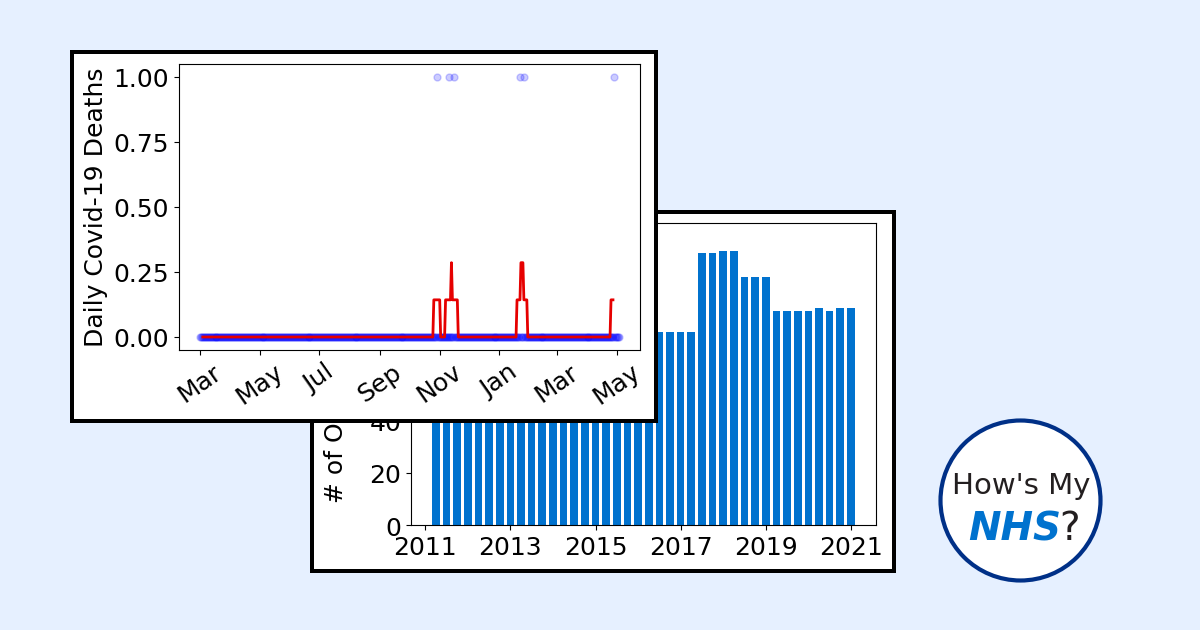 Daily Covid-19 Deaths
1.00
0.75
0.50
0.25
0.00
Mar May Jul Sep Nov Jan Mar May
# of O
40
20
0
2011 2013 2015 2017 2019 2021
How's My
NHS?